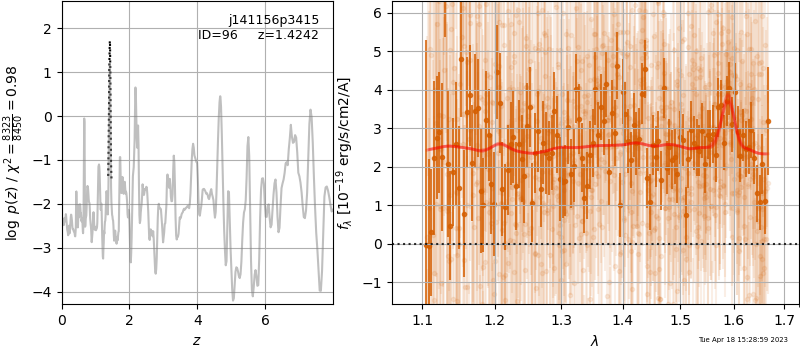 j141156p3415
ID=96 z=1.4242
log p(z) / χ² = 8323/8450 = 0.98
2
1
0
−1
−2
−3
−4
0 2 4 6
z
f_λ [10⁻¹⁹ erg/s/cm2/A]
6
5
4
3
2
1
0
−1
1.1 1.2 1.3 1.4 1.5 1.6 1.7
λ
Tue Apr 18 15:28:59 2023